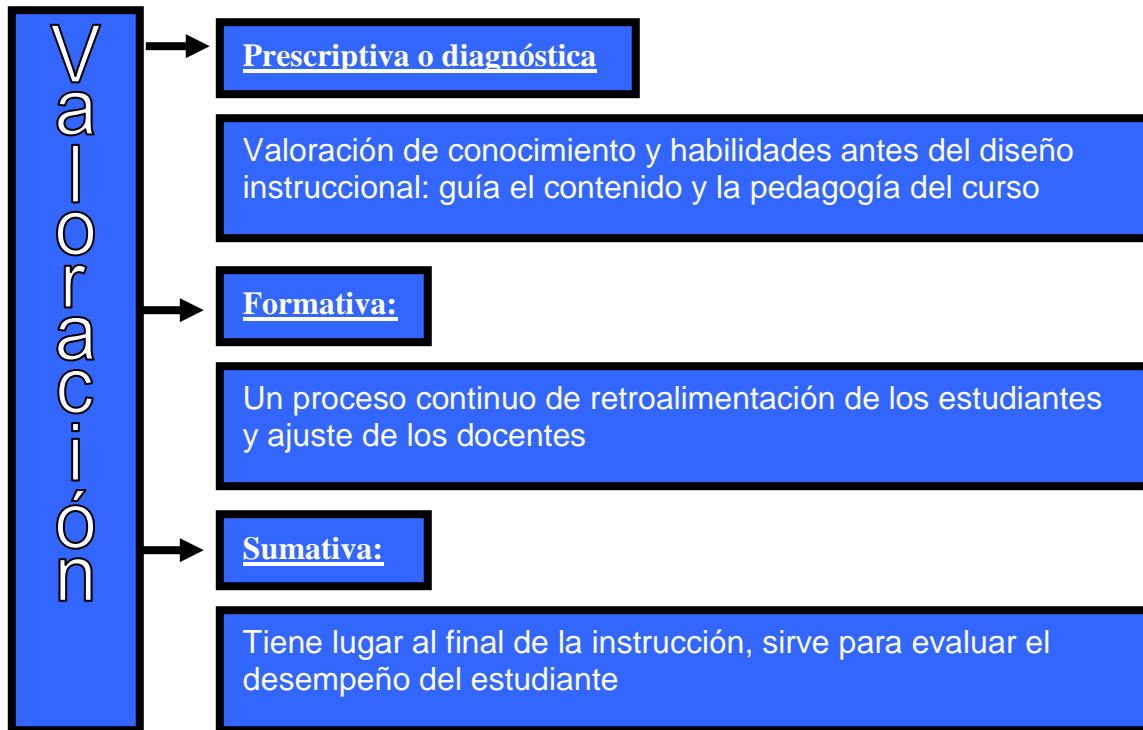 Valoración
Prescriptiva o diagnóstica
Valoración de conocimiento y habilidades antes del diseño
instruccional: guía el contenido y la pedagogía del curso
Formativa:
Un proceso continuo de retroalimentación de los estudiantes
y ajuste de los docentes
Sumativa:
Tiene lugar al final de la instrucción, sirve para evaluar el
desempeño del estudiante